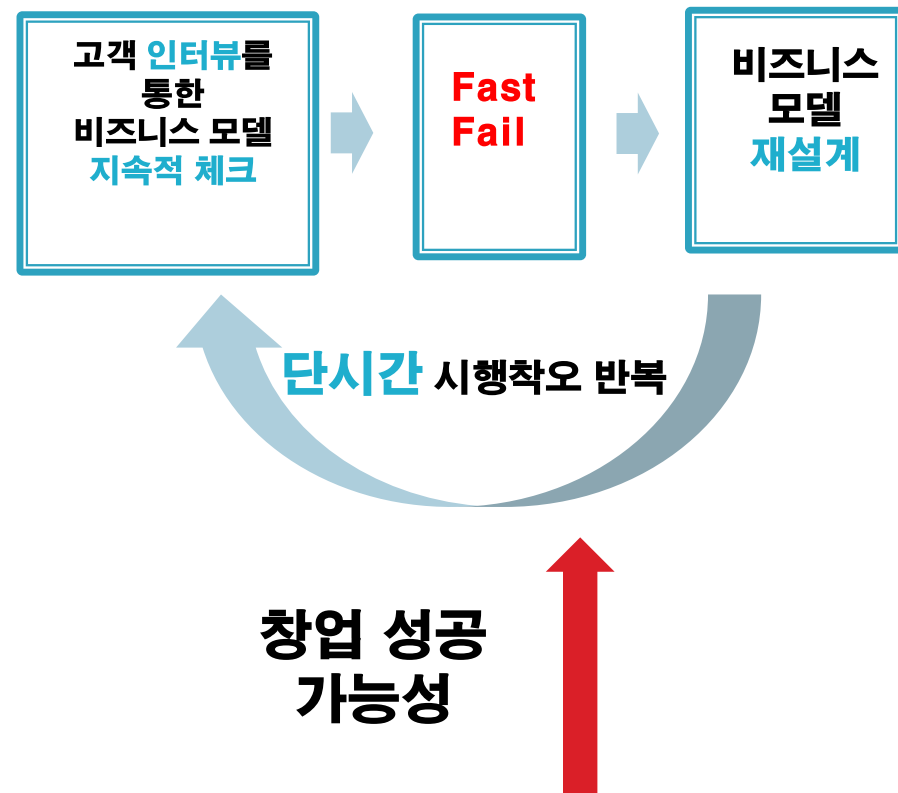 고객 인터뷰를
통한
비즈니스 모델
지속적 체크
Fast
Fail
비즈니스
모델
재설계
단시간 시행착오 반복
창업 성공
가능성